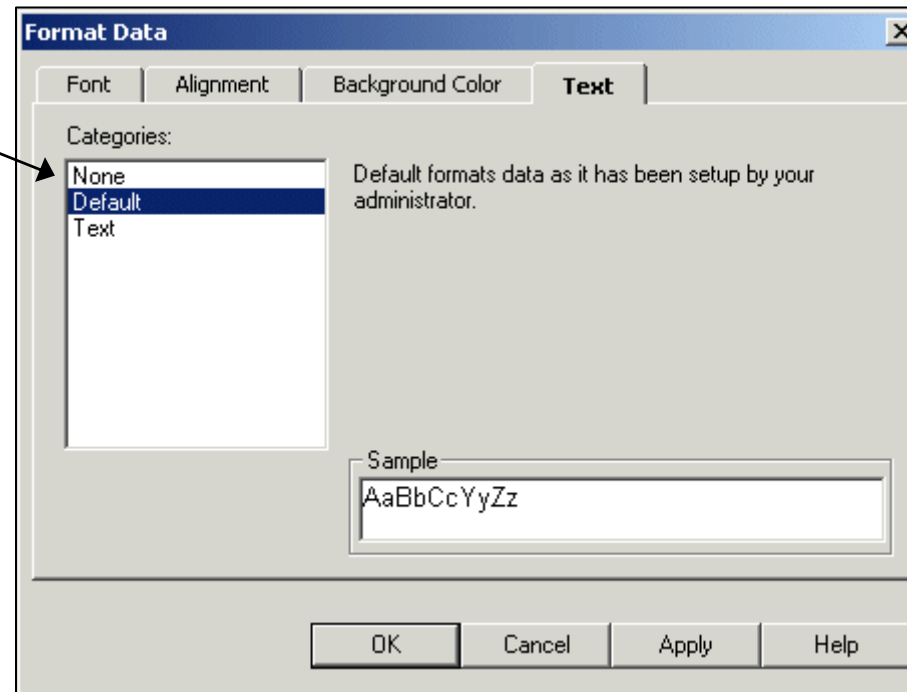 Format Data
Font Alignment Background Color Text
Categories:
None
Default
Text
Default formats data as it has been setup by your
administrator.
Sample
AaBbCcYyZz
OK Cancel Apply Help